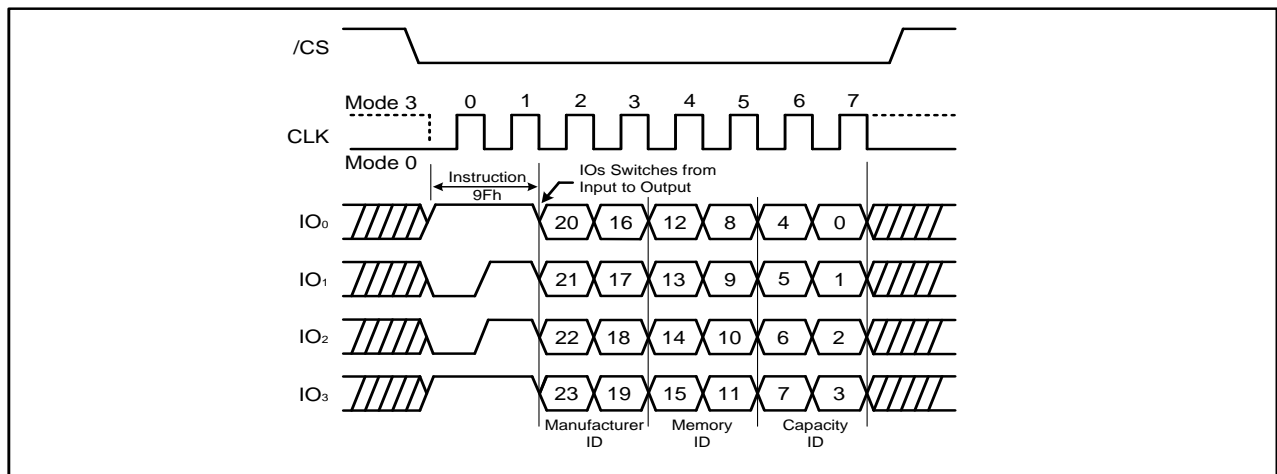 /CS
Mode 3 0 1 2 3 4 5 6 7
CLK
Mode 0
Instruction
9Fh
IOs Switches from
Input to Output
IO₀ 20 16 12 8 4 0
IO₁ 21 17 13 9 5 1
IO₂ 22 18 14 10 6 2
IO₃ 23 19 15 11 7 3
Manufacturer
ID
Memory
ID
Capacity
ID